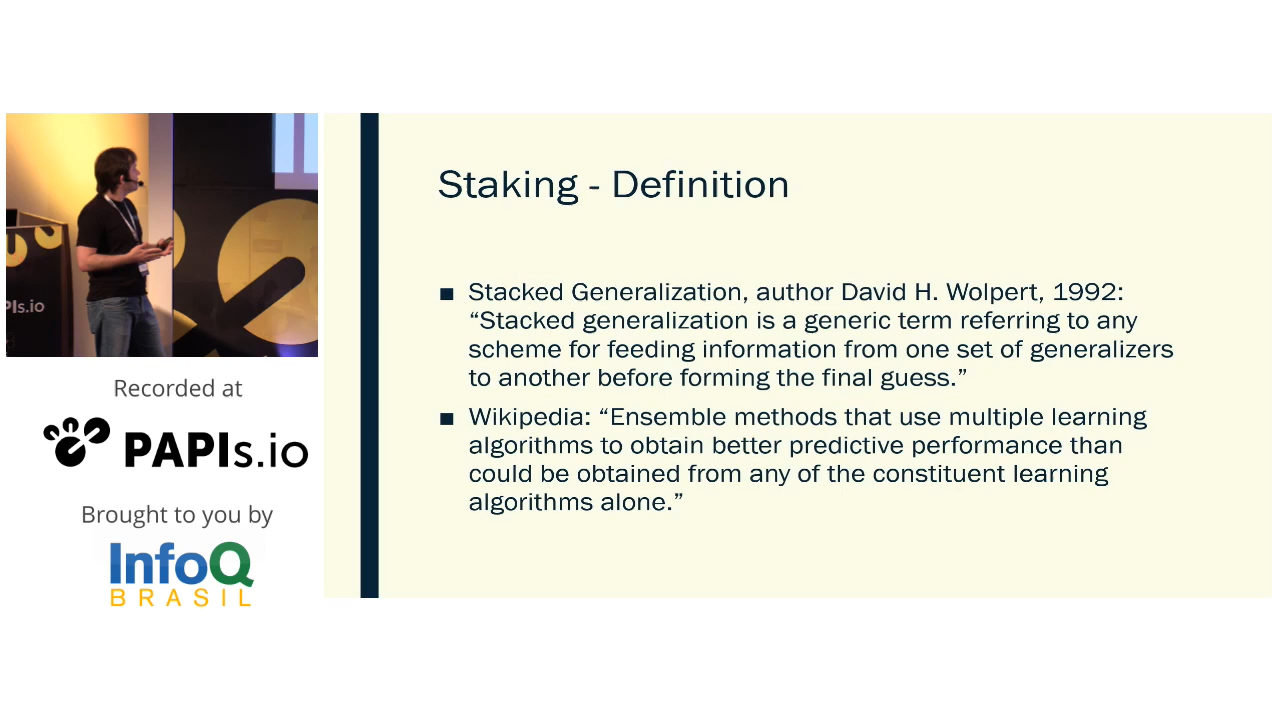 PIs.io
Recorded at
PAPIs.io
Brought to you by
InfoQ
BRASIL
Staking - Definition
■ Stacked Generalization, author David H. Wolpert, 1992:
“Stacked generalization is a generic term referring to any
scheme for feeding information from one set of generalizers
to another before forming the final guess.”
■ Wikipedia: “Ensemble methods that use multiple learning
algorithms to obtain better predictive performance than
could be obtained from any of the constituent learning
algorithms alone.”